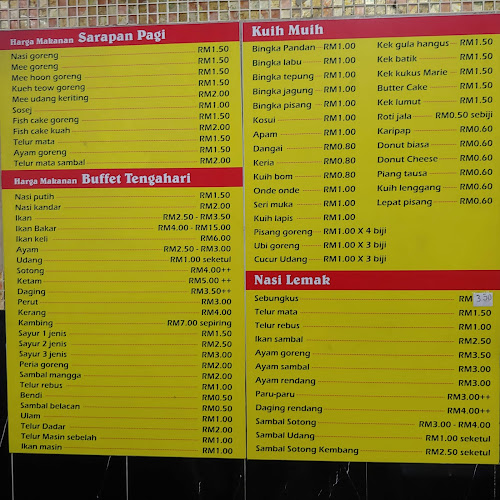 Harga Makanan Sarapan Pagi
Nasi goreng RM1.50
Mee goreng RM1.50
Mee hoon goreng RM1.50
Kueh teow goreng RM1.50
Mee udang keriting RM2.00
Sosej RM1.00
Fish cake goreng RM1.50
Fish cake kuah RM2.00
Telur mata RM1.50
Ayam goreng RM1.50
Telur mata sambal RM2.00
Harga Makanan Buffet Tengahari
Nasi putih RM1.50
Nasi kandar RM2.00
Ikan RM2.50 - RM3.50
Ikan Bakar RM4.00 - RM15.00
Ikan keli RM6.00
Ayam RM2.50 - RM3.00
Udang RM1.00 seketul
Sotong RM4.00++
Ketam RM5.00 ++
Daging RM3.50++
Perut RM3.00
Kerang RM4.00
Kambing RM7.00 sepiring
Sayur 1 jenis RM1.50
Sayur 2 jenis RM2.50
Sayur 3 jenis RM3.00
Peria goreng RM2.00
Sambal mangga RM2.00
Telur rebus RM1.00
Bendi RM0.50
Sambal belacan RM0.50
Ulam RM1.00
Telur Dadar RM2.00
Telur Masin sebelah RM1.00
Ikan masin RM1.00
Kuih Muih
Bingka Pandan RM1.00
Bingka labu RM1.00
Bingka tepung RM1.00
Bingka jagung RM1.00
Bingka pisang RM1.00
Kosui RM1.00
Apam RM1.00
Dangai RM0.80
Keria RM0.80
Kuih bom RM0.80
Onde onde RM1.00
Seri muka RM1.00
Kuih lapis RM1.00
Pisang goreng RM1.00 X 4 biji
Ubi goreng RM1.00 X 3 biji
Cucur Udang RM1.00 X 3 biji
Kek gula hangus RM1.50
Kek batik RM1.50
Kek kukus Marie RM1.50
Butter Cake RM1.50
Kek lumut RM1.50
Roti jala RM0.50 sebiji
Karipap RM0.60
Donut biasa RM0.60
Donut Cheese RM0.60
Piang tausa RM0.60
Kuih lenggang RM0.60
Lepat pisang RM0.60
Nasi Lemak
Sebungkus RM 3.50
Telur mata RM1.50
Telur rebus RM1.00
Ikan sambal RM2.50
Ayam goreng RM3.50
Ayam sambal RM3.00
Ayam rendang RM3.00
Paru-paru RM3.00++
Daging rendang RM4.00++
Sambal Sotong RM3.00 - RM4.00
Sambal Udang RM1.00 seketul
Sambal Sotong Kembang RM2.50 seketul